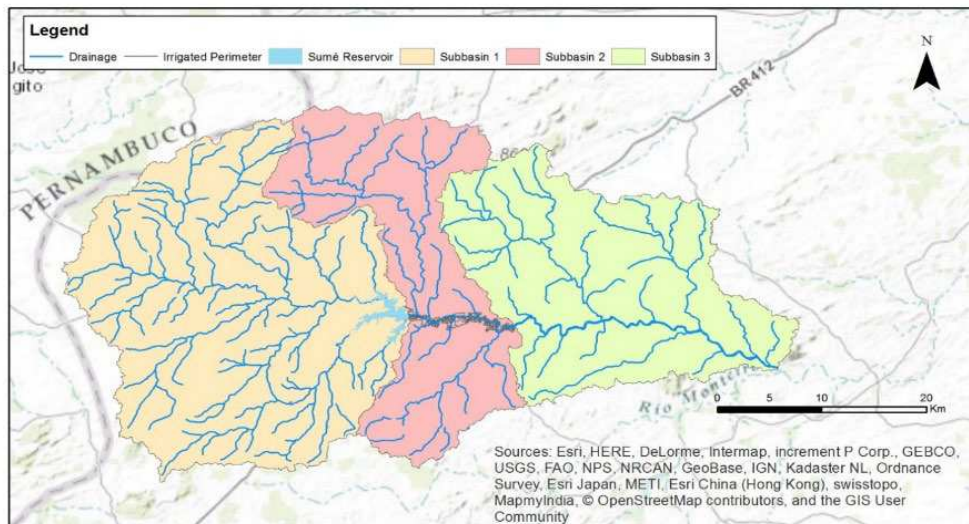 Legend
Drainage Irrigated Perimeter Sumé Reservoir Subbasin 1 Subbasin 2 Subbasin 3
N
gito
BR 412
PERNAMBUCO
0 5 10 20
Km
Sources: Esri, HERE, DeLorme, Intermap, increment P Corp., GEBCO,
USGS, FAO, NPS, NRCAN, GeoBase, IGN, Kadaster NL, Ordnance
Survey, Esri Japan, METI, Esri China (Hong Kong), swisstopo,
MapmyIndia, © OpenStreetMap contributors, and the GIS User
Community